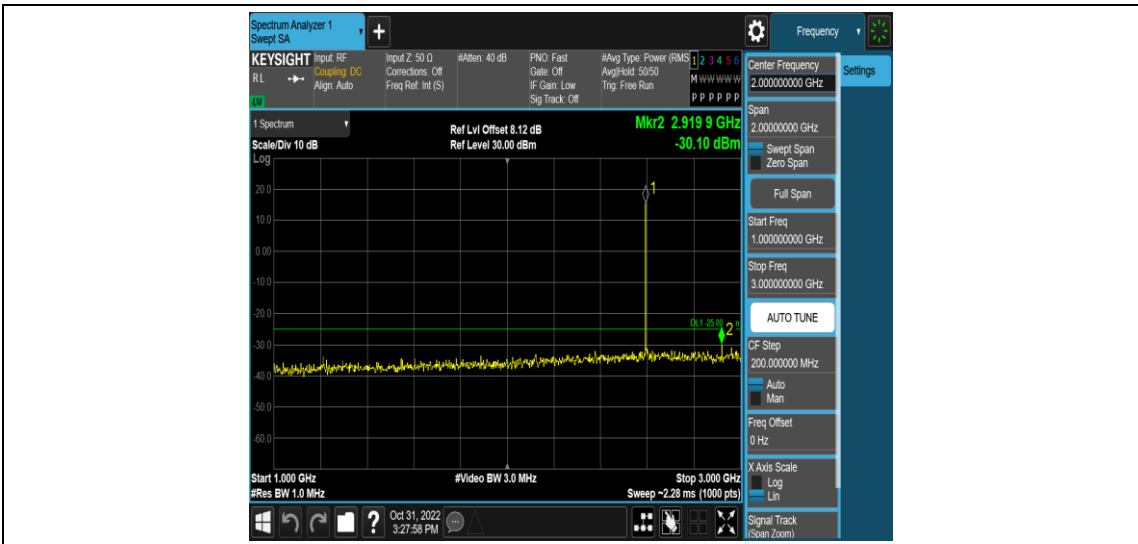 Spectrum Analyzer 1
Swept SA
Frequency
KEYSIGHT
RL
LXI
Input: RF
Coupling: DC
Align: Auto
Input Z: 50 Ω
Corrections: Off
Freq Ref: Int (S)
#Atten: 40 dB
PNO: Fast
Gate: Off
IF Gain: Low
Sig Track: Off
#Avg Type: Power (RMS
Avg|Hold: 50/50
Trig: Free Run
1 2 3 4 5 6
M W W W W W
P P P P P P
1 Spectrum
Scale/Div 10 dB
Log
Ref Lvl Offset 8.12 dB
Ref Level 30.00 dBm
Mkr2 2.919 9 GHz
-30.10 dBm
20.0
10.0
0.00
-10.0
-20.0
-30.0
-40.0
-50.0
-60.0
1
DL1 -25.00
2
Start 1.000 GHz
#Res BW 1.0 MHz
#Video BW 3.0 MHz
Stop 3.000 GHz
Sweep ~2.28 ms (1000 pts)
Center Frequency
2.000000000 GHz
Settings
Span
2.00000000 GHz
Swept Span
Zero Span
Full Span
Start Freq
1.000000000 GHz
Stop Freq
3.000000000 GHz
AUTO TUNE
CF Step
200.000000 MHz
Auto
Man
Freq Offset
0 Hz
X Axis Scale
Log
Lin
Signal Track
(Span Zoom)
?
Oct 31, 2022
3:27:58 PM